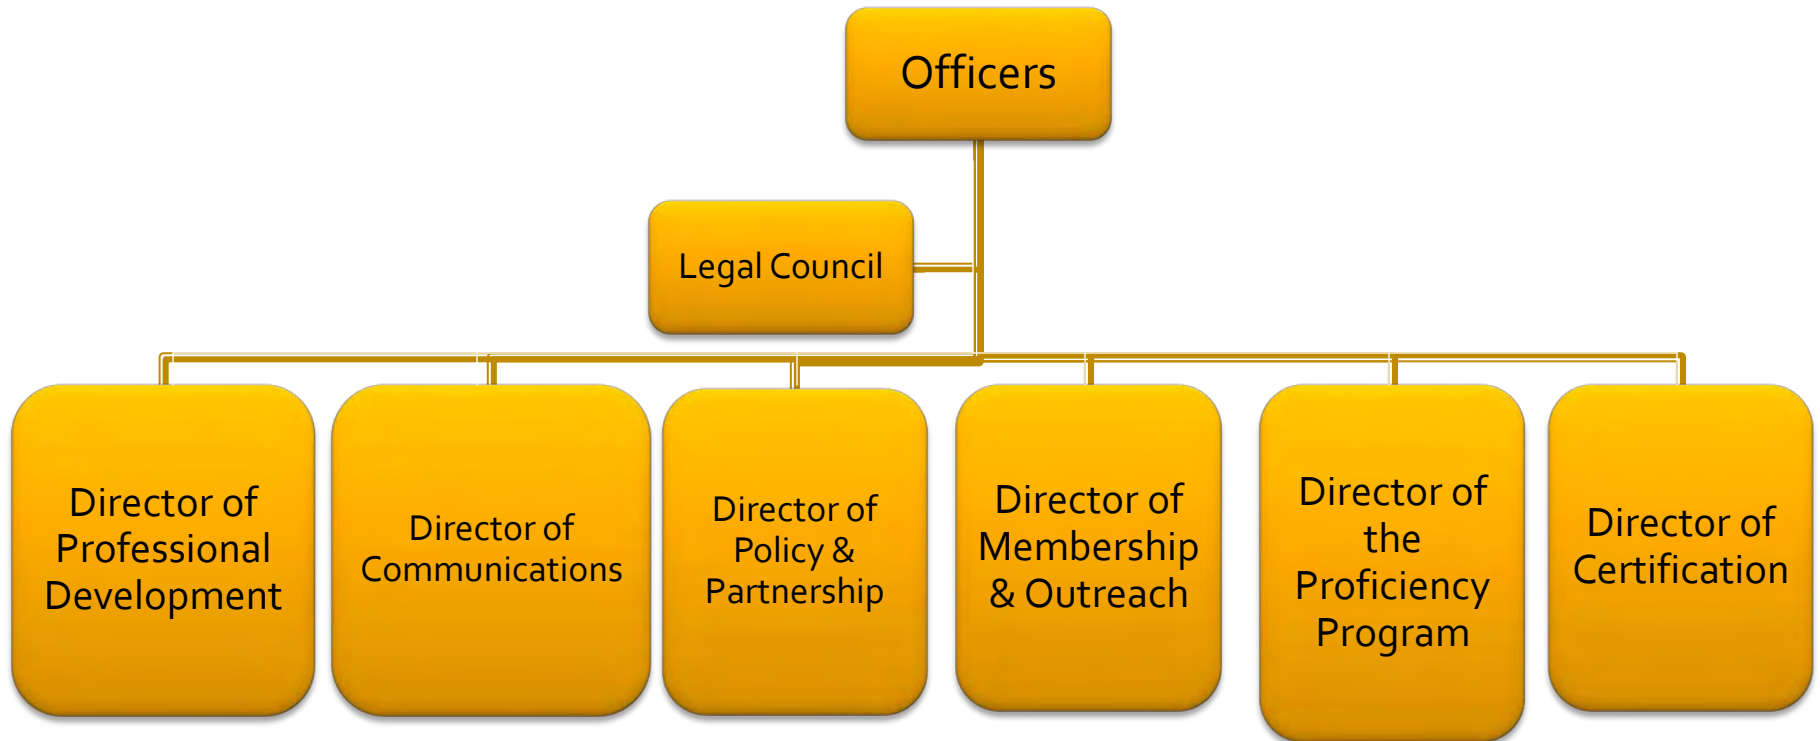 Officers
Legal Council
Director of
Professional
Development
Director of
Communications
Director of
Policy &
Partnership
Director of
Membership
& Outreach
Director of
the
Proficiency
Program
Director of
Certification